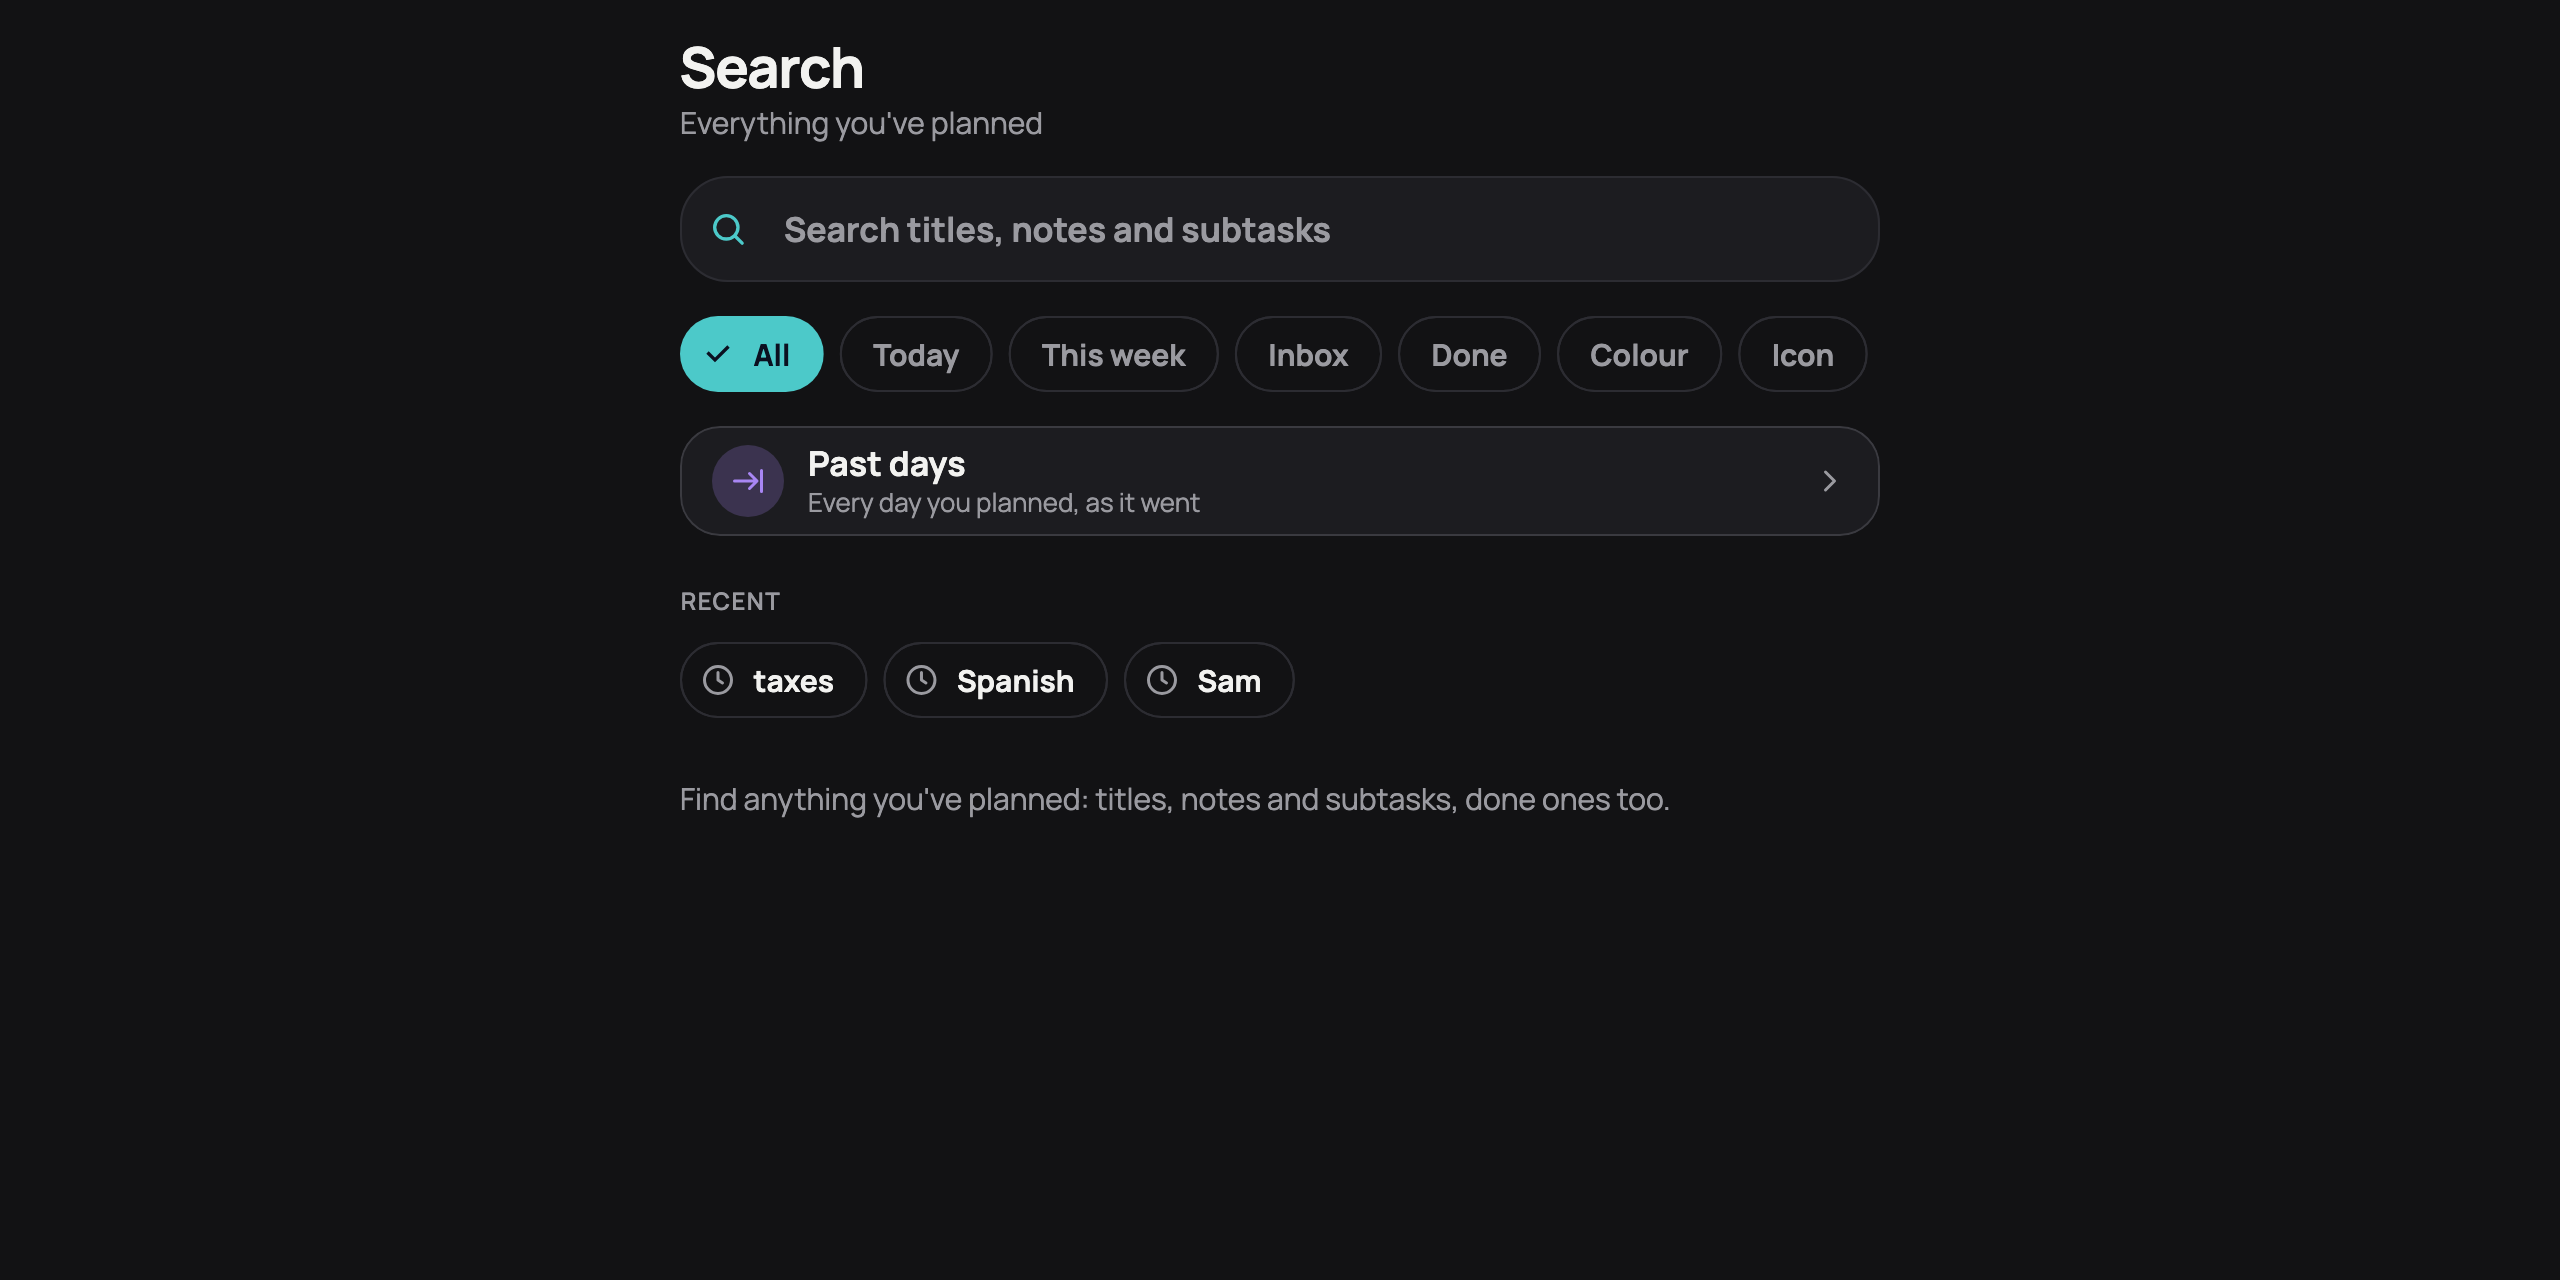 Search
Everything you've planned
Search titles, notes and subtasks
All Today This week Inbox Done Colour Icon
Past days
Every day you planned, as it went
RECENT
taxes Spanish Sam
Find anything you've planned: titles, notes and subtasks, done ones too.